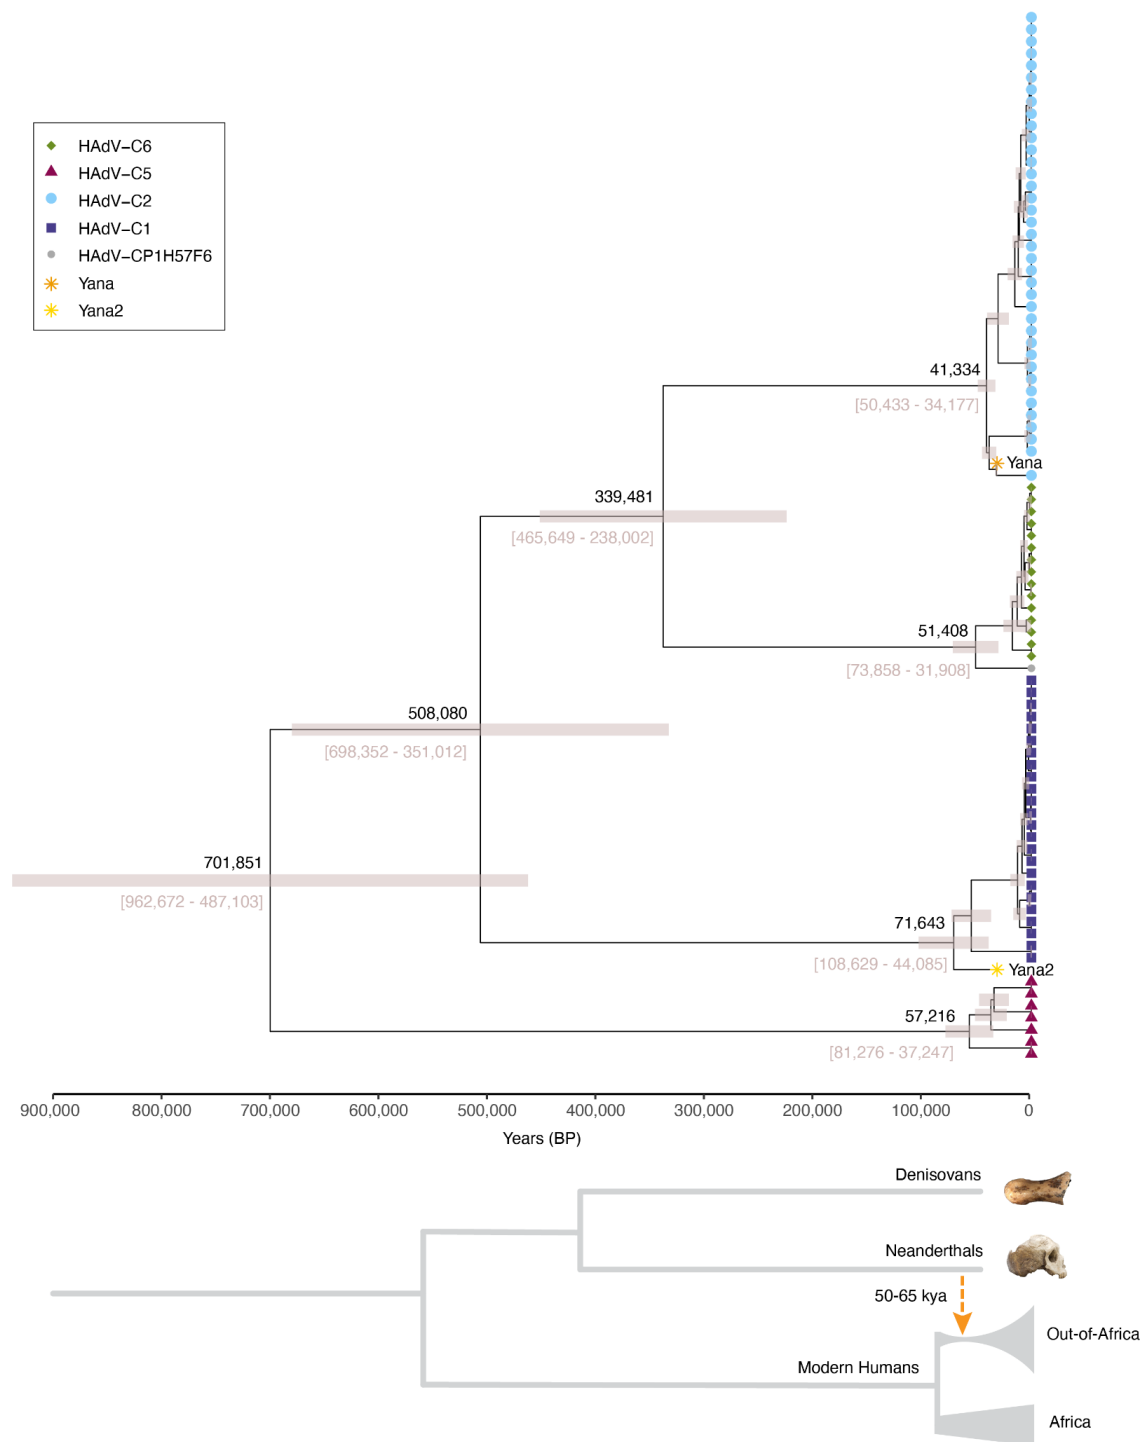 HAdV–C6
HAdV–C5
HAdV–C2
HAdV–C1
HAdV–CP1H57F6
Yana
Yana2
41,334
[50,433 - 34,177]
Yana
339,481
[465,649 - 238,002]
51,408
[73,858 - 31,908]
508,080
[698,352 - 351,012]
701,851
[962,672 - 487,103]
71,643
[108,629 - 44,085]
Yana2
57,216
[81,276 - 37,247]
900,000 800,000 700,000 600,000 500,000 400,000 300,000 200,000 100,000 0
Years (BP)
Denisovans
Neanderthals
50-65 kya
Out-of-Africa
Modern Humans
Africa